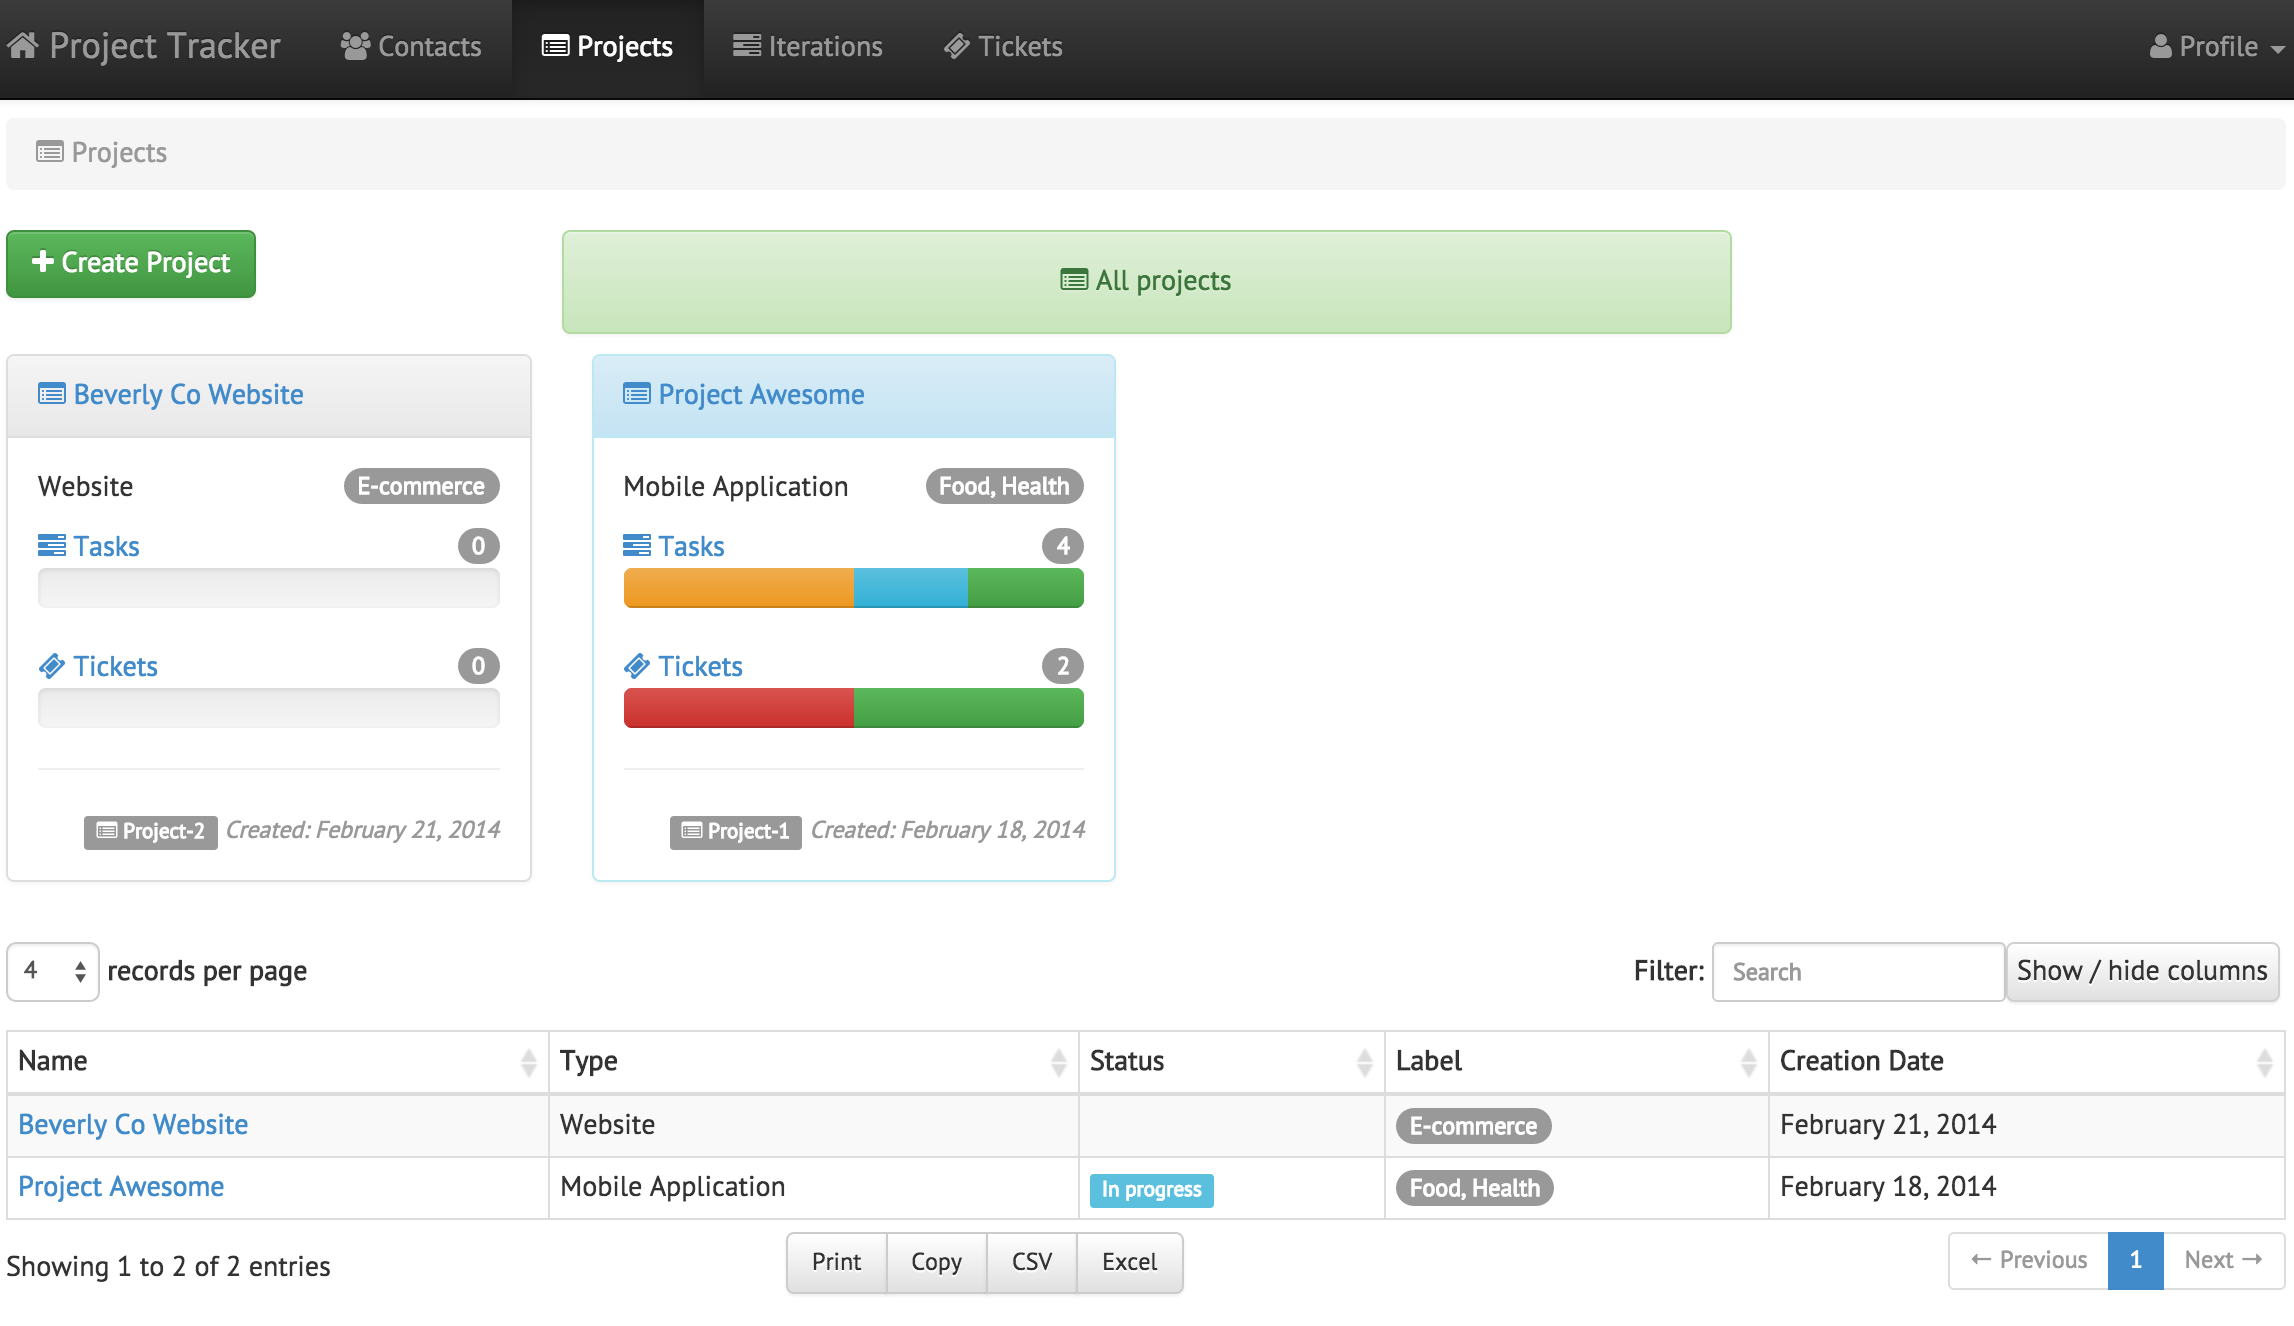 Project Tracker Contacts Projects Iterations Tickets Profile
Projects
Create Project
All projects
Beverly Co Website
Website E-commerce
Tasks 0
Tickets 0
Project-2 Created: February 21, 2014
Project Awesome
Mobile Application Food, Health
Tasks 4
Tickets 2
Project-1 Created: February 18, 2014
4 records per page Filter: Search Show / hide columns
Name Type Status Label Creation Date
Beverly Co Website Website E-commerce February 21, 2014
Project Awesome Mobile Application In progress Food, Health February 18, 2014
Showing 1 to 2 of 2 entries Print Copy CSV Excel ← Previous 1 Next →